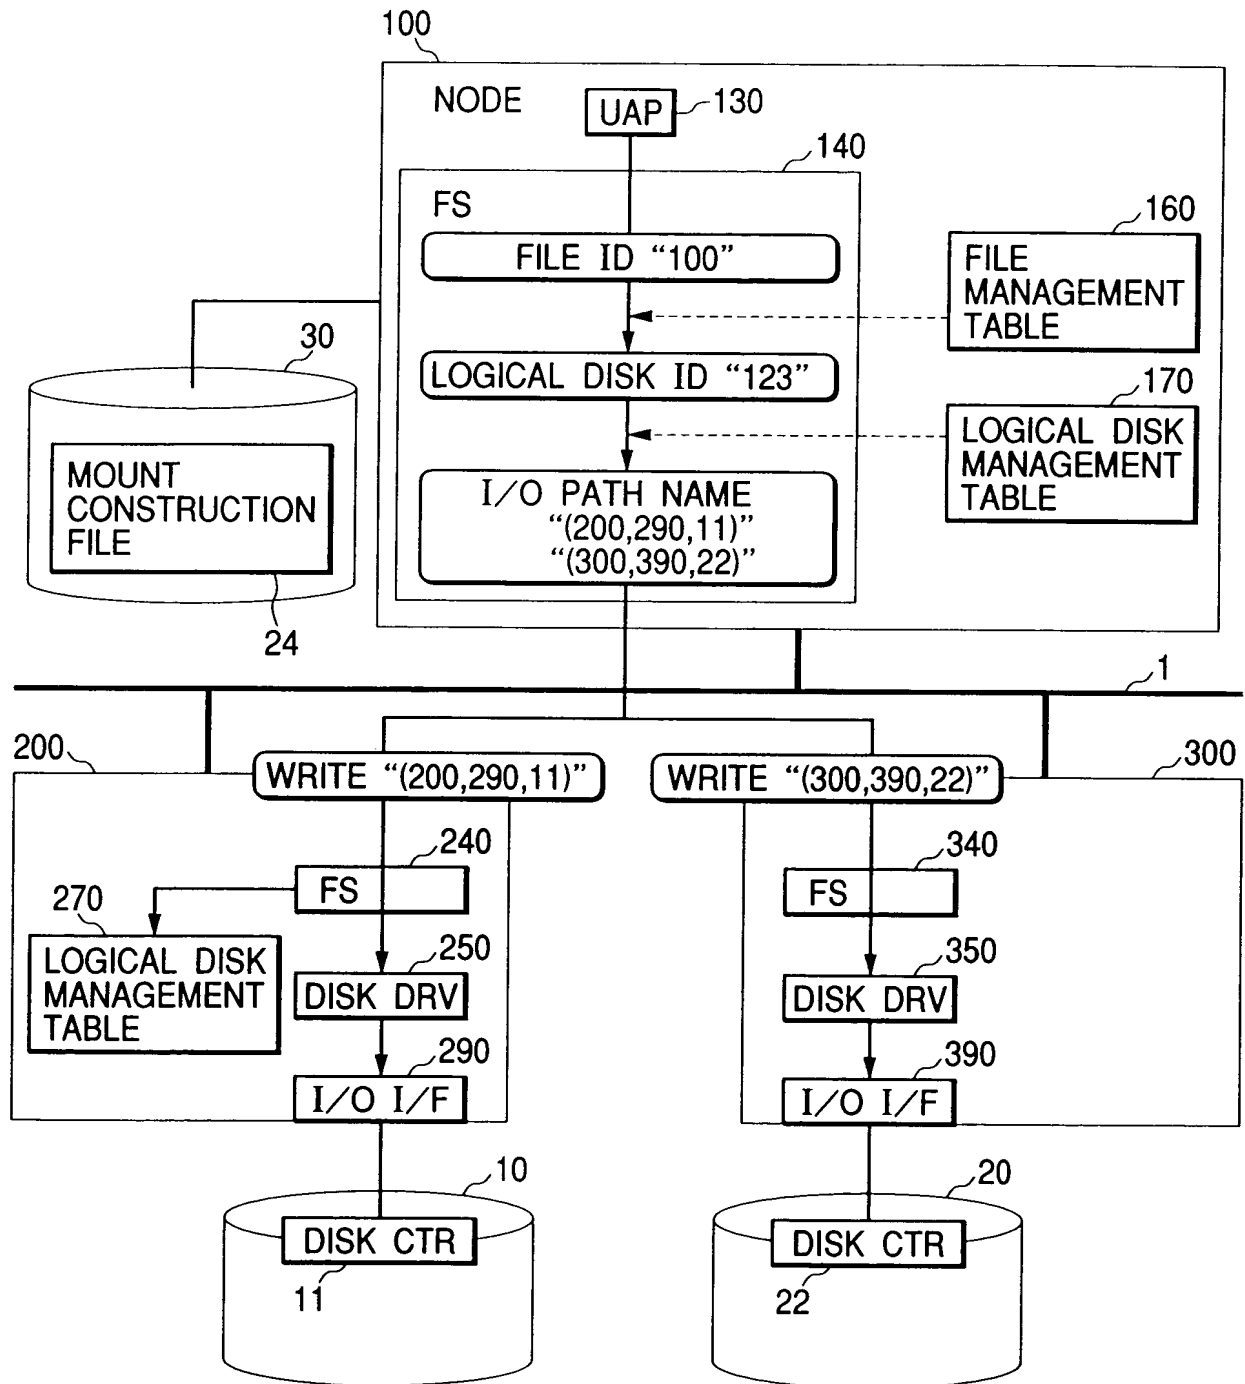 100
NODE
UAP
130
140
FS
160
FILE ID “100”
FILE
MANAGEMENT
TABLE
30
LOGICAL DISK ID “123”
170
LOGICAL DISK
MANAGEMENT
TABLE
MOUNT
CONSTRUCTION
FILE
I/O PATH NAME
“(200,290,11)”
“(300,390,22)”
24
1
200
WRITE “(200,290,11)”
WRITE “(300,390,22)”
300
240
FS
340
FS
270
LOGICAL DISK
MANAGEMENT
TABLE
250
DISK DRV
350
DISK DRV
290
I/O I/F
390
I/O I/F
10
DISK CTR
11
20
DISK CTR
22